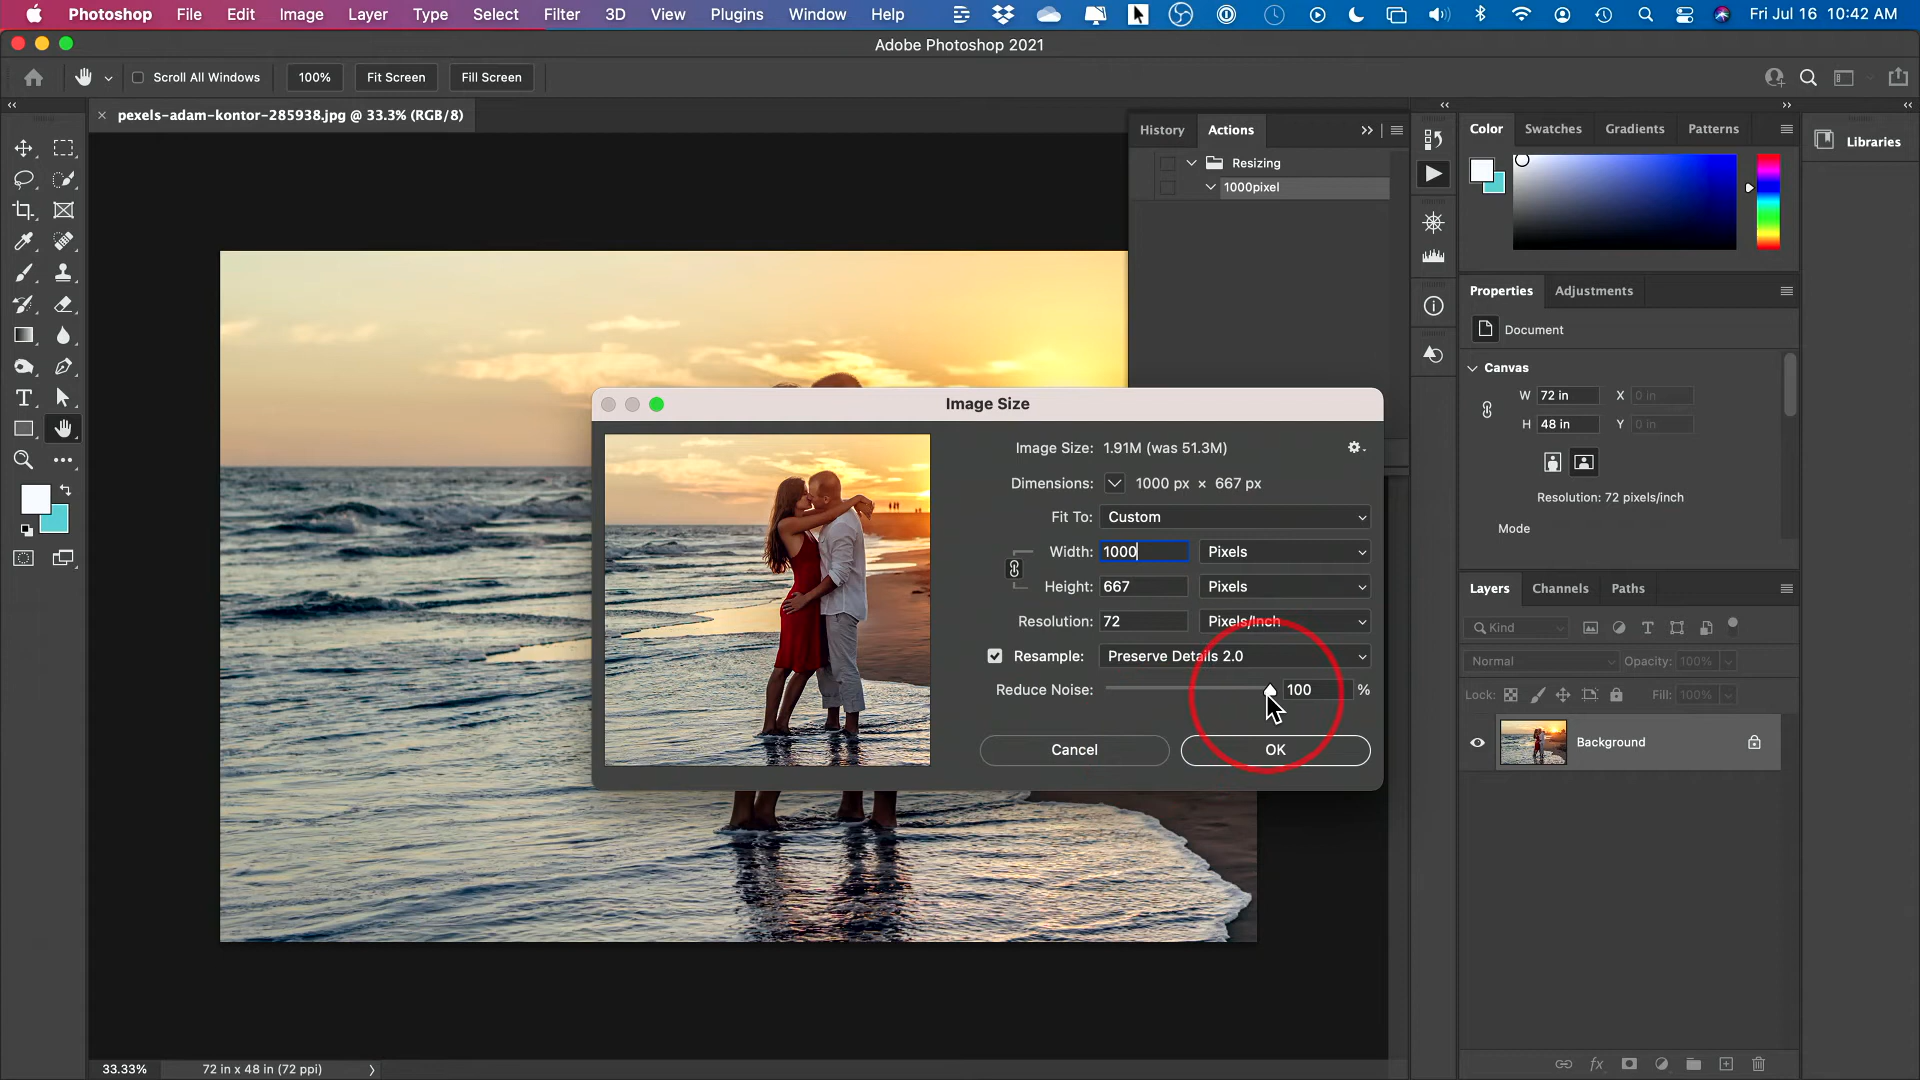 Photoshop File Edit Image Layer Type Select Filter 3D View Plugins Window Help Fri Jul 16 10:42 AM
Adobe Photoshop 2021
Scroll All Windows 100% Fit Screen Fill Screen
pexels-adam-kontor-285938.jpg @ 33.3% (RGB/8)
History Actions
Resizing
1000pixel
Color Swatches Gradients Patterns
Libraries
Properties Adjustments
Document
Canvas
W 72 in X 0 in
H 48 in Y 0 in
Resolution: 72 pixels/inch
Mode
Image Size
Image Size: 1.91M (was 51.3M)
Dimensions: 1000 px × 667 px
Fit To: Custom
Width: 1000 Pixels
Height: 667 Pixels
Resolution: 72 Pixels/Inch
Resample: Preserve Details 2.0
Reduce Noise: 100 %
Cancel OK
Layers Channels Paths
Kind
Normal Opacity: 100%
Lock: Fill: 100%
Background
fx
33.33% 72 in x 48 in (72 ppi)